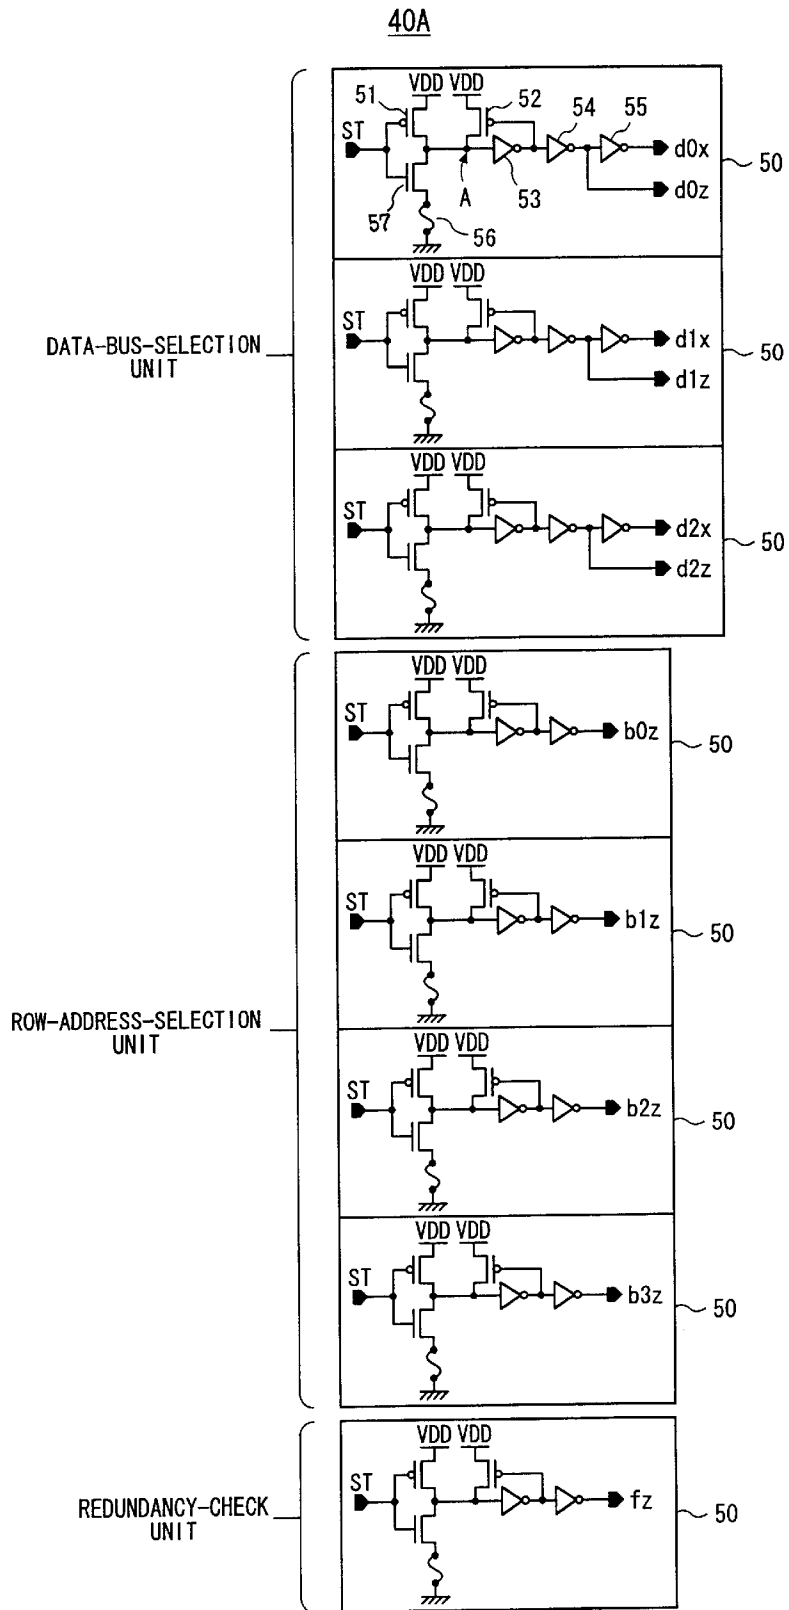 40A
VDD VDD
51 52 54 55
ST
d0x
50
A 53 d0z
57
56
VDD VDD
ST
d1x
50
d1z
DATA-BUS-SELECTION
UNIT
VDD VDD
ST
d2x
50
d2z
VDD VDD
ST
b0z
50
VDD VDD
ST
b1z
50
ROW-ADDRESS-SELECTION
UNIT
VDD VDD
ST
b2z
50
VDD VDD
ST
b3z
50
VDD VDD
ST
fz
50
REDUNDANCY-CHECK
UNIT